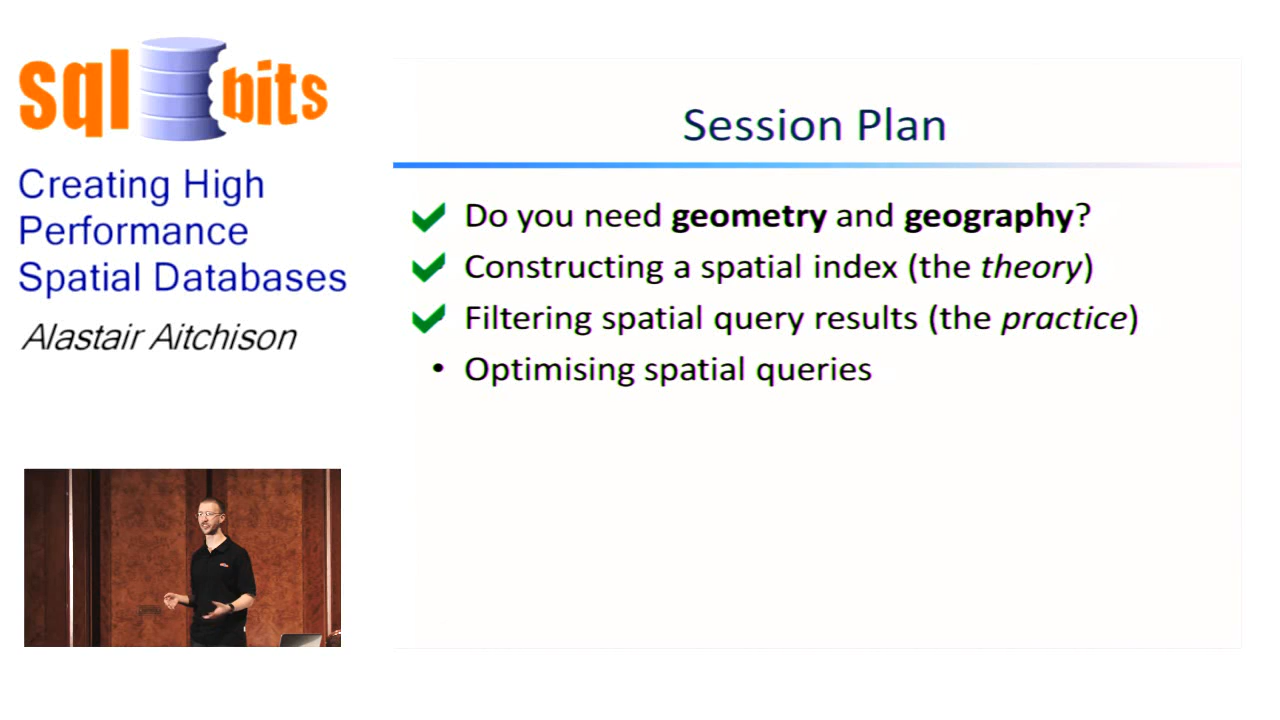 sql bits
Creating High
Performance
Spatial Databases
Alastair Aitchison
Session Plan
Do you need geometry and geography?
Constructing a spatial index (the theory)
Filtering spatial query results (the practice)
• Optimising spatial queries